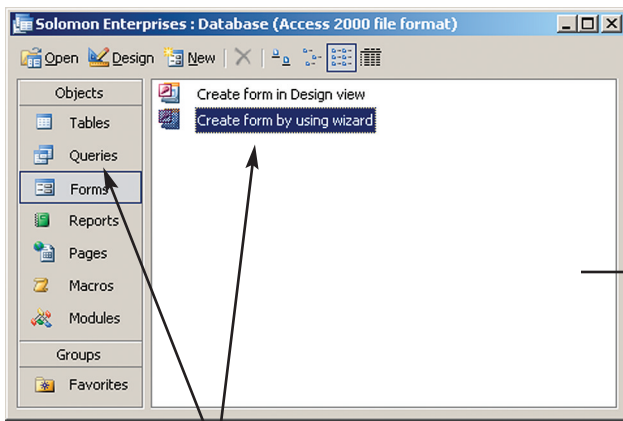 Solomon Enterprises : Database (Access 2000 file format)
Open Design New
Objects
Tables
Queries
Forms
Reports
Pages
Macros
Modules
Groups
Favorites
Create form in Design view
Create form by using wizard